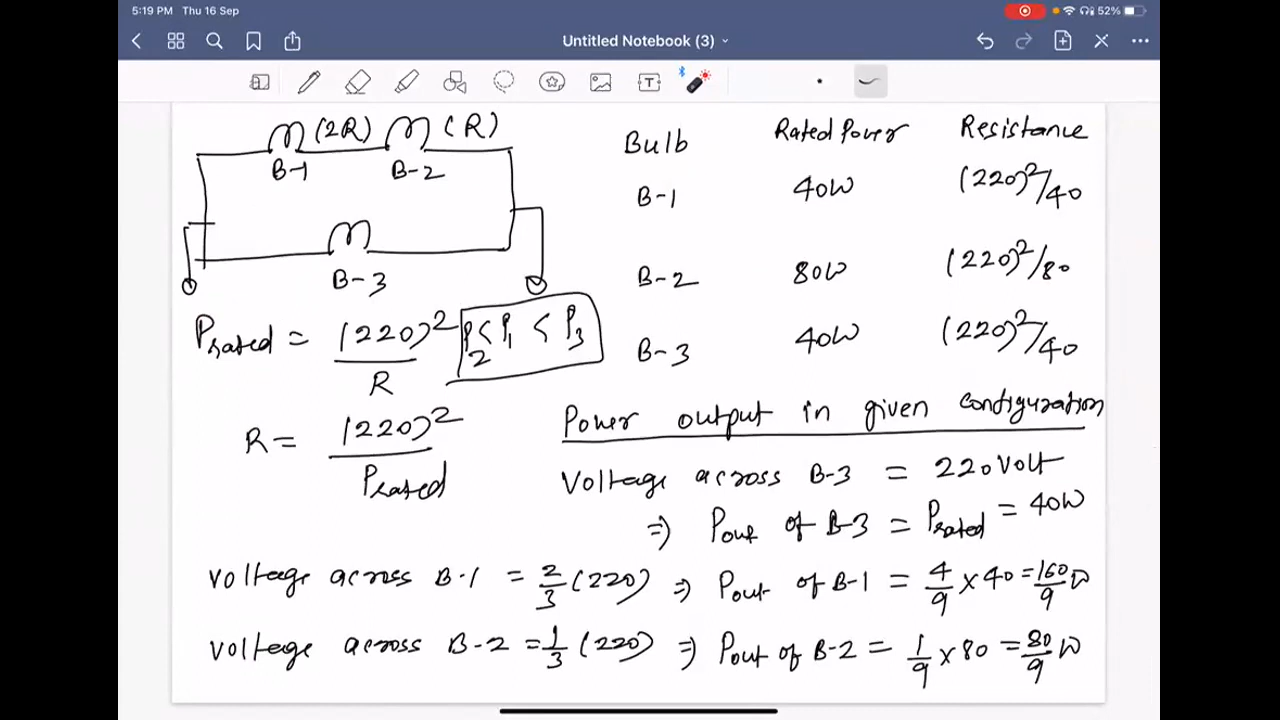 5:19 PM Thu 16 Sep
52%
Untitled Notebook (3)
(2R) (R)
B-1 B-2
B-3
Bulb Rated Power Resistance
B-1 40W (220)²/40
B-2 80W (220)²/80
B-3 40W (220)²/40
Prated = (220)²/R
P2 < P1 < P3
R = (220)²/Prated
Power output in given configuration
Voltage across B-3 = 220 Volt
⇒ Pout of B-3 = Prated = 40W
Voltage across B-1 = 2/3 (220) ⇒ Pout of B-1 = 4/9 × 40 = 160/9 W
Voltage across B-2 = 1/3 (220) ⇒ Pout of B-2 = 1/9 × 80 = 80/9 W